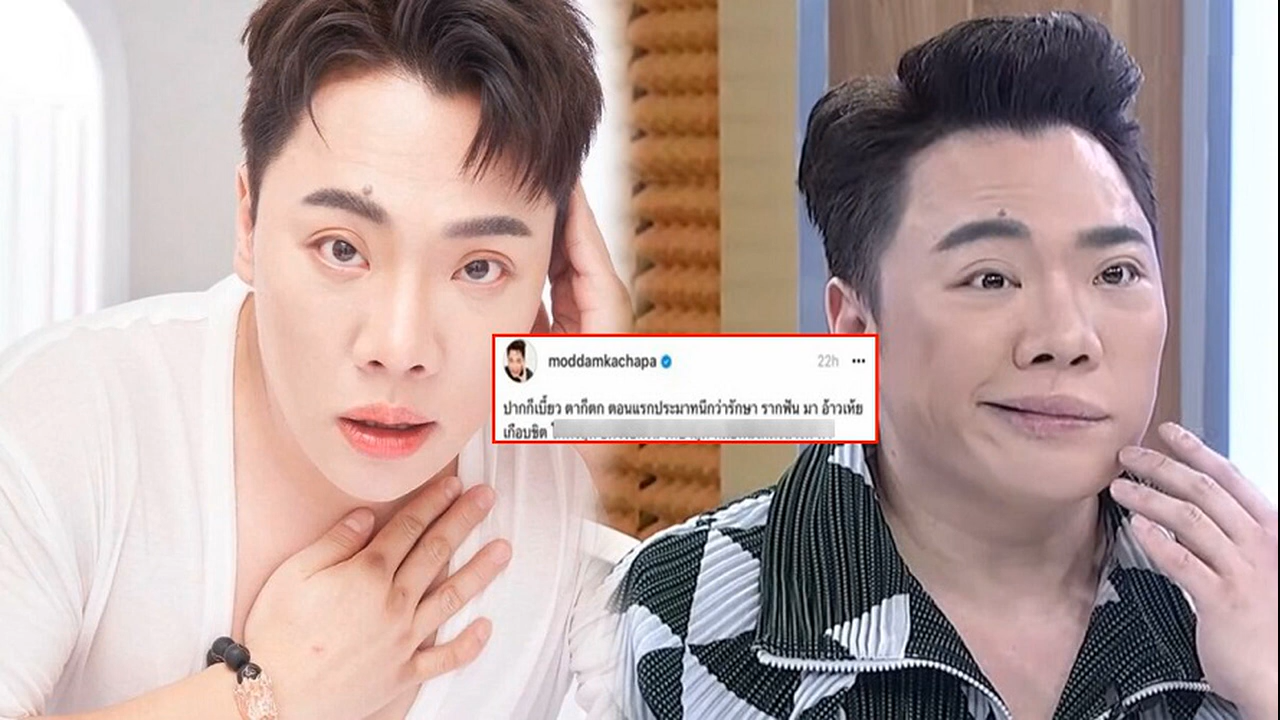 moddamkachapa
22h
ปากก็เบี้ยว ตาก็ตก ตอนแรกประมาทนึกว่ารักษา รากฟัน มา อ้าวเห้ย
เกือบชิต